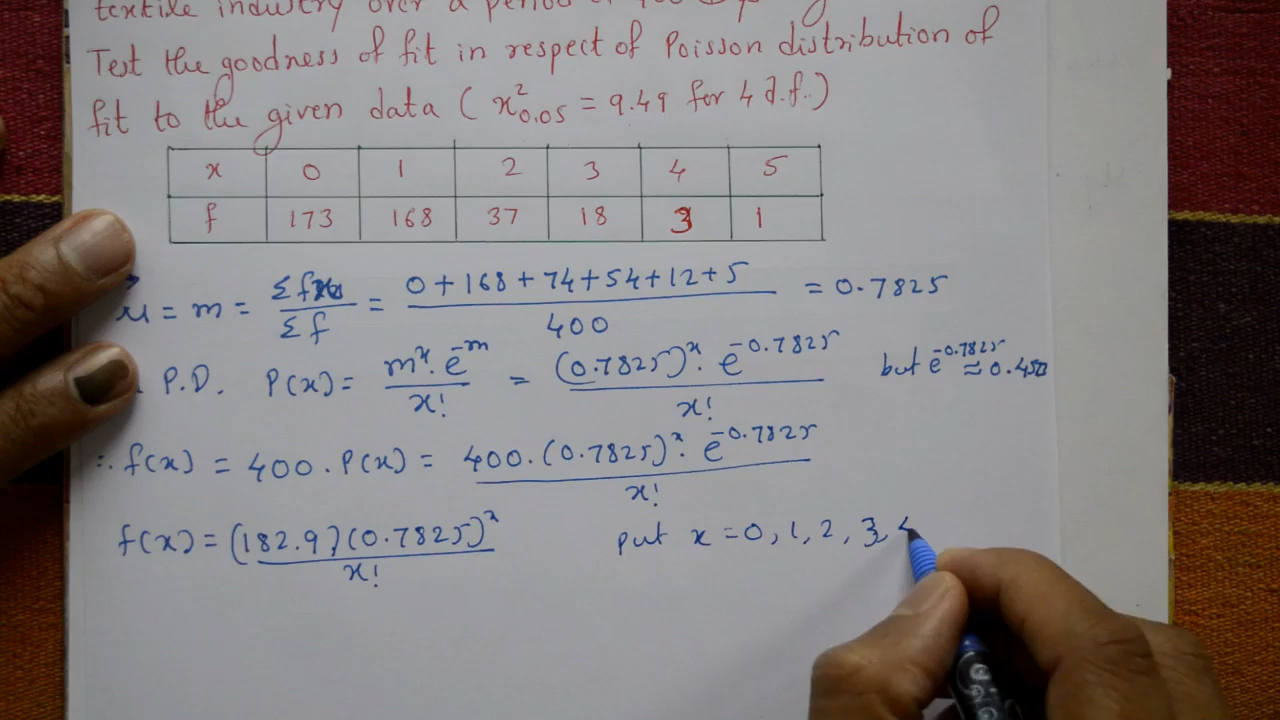 textile industry over a period of 400
Test the goodness of fit in respect of Poisson distribution of
fit to the given data ( x²0.05 = 9.49 for 4 d.f.)
x 0 1 2 3 4 5
f 173 168 37 18 3 1
μ = m = Σfx / Σf = 0+168+74+54+12+5 / 400 = 0.7825
P.D. P(x) = m^x . e^-m / x! = (0.7825)^x . e^-0.7825 / x! but e^-0.7825 ≈
∴ f(x) = 400 . P(x) = 400 . (0.7825)^x . e^-0.7825 / x!
f(x) = (182.9)(0.7825)^x / x! put x = 0, 1, 2, 3, 4